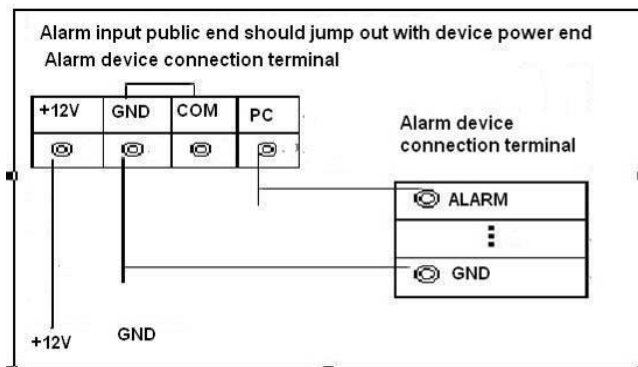 Alarm input public end should jump out with device power end
Alarm device connection terminal
+12V GND COM PC
Alarm device
connection terminal
ALARM
GND
+12V GND